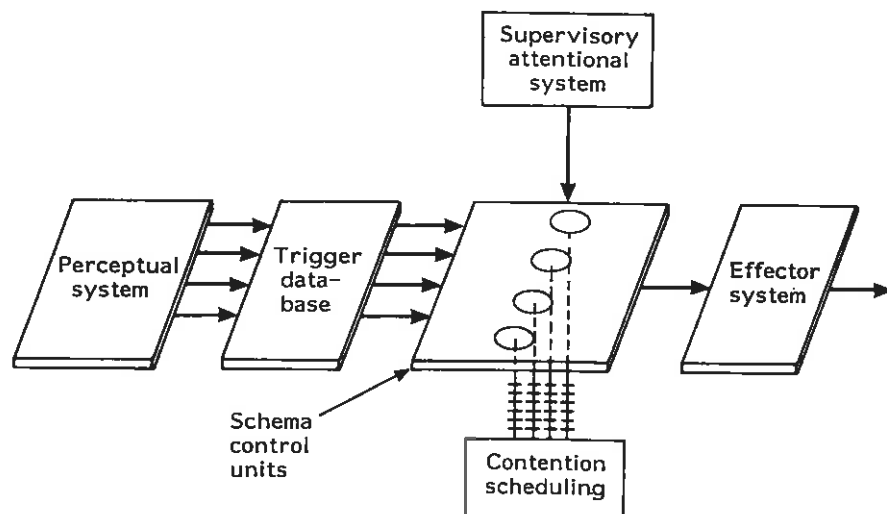 Supervisory
attentional
system
Perceptual
system
Trigger
data-
base
Effector
system
Schema
control
units
Contention
scheduling